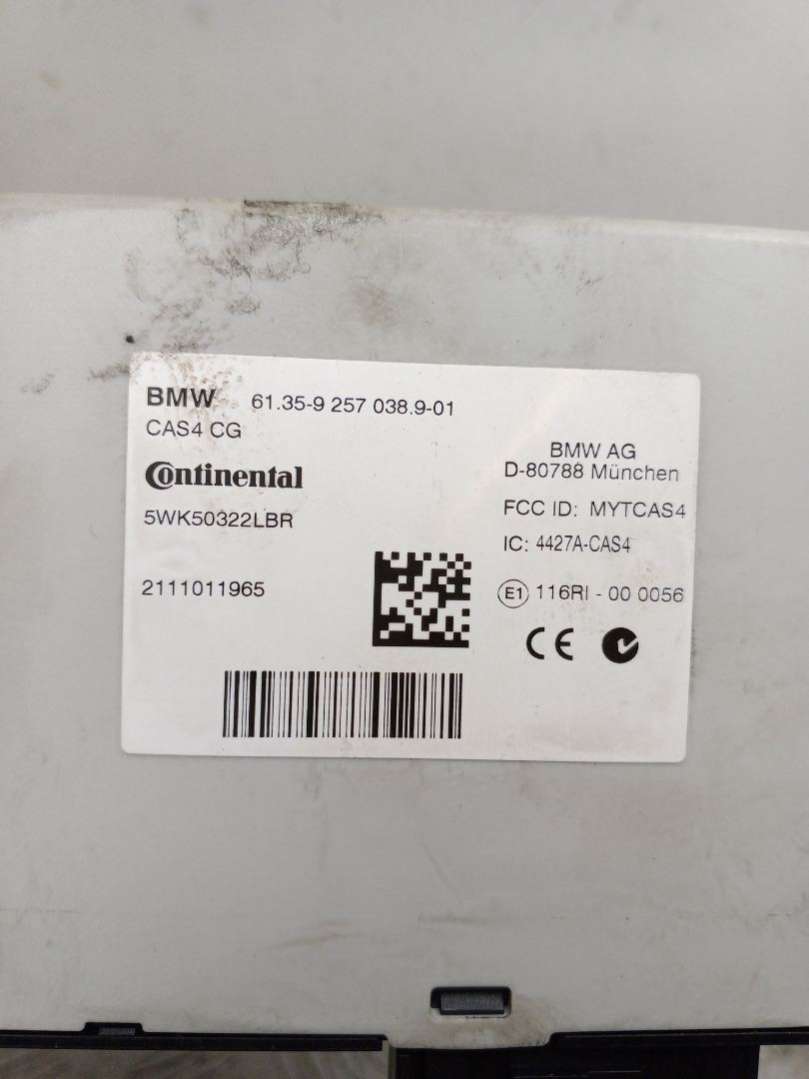 BMW 61.35-9 257 038.9-01
CAS4 CG
Continental
5WK50322LBR
2111011965
BMW AG
D-80788 München
FCC ID: MYTCAS4
IC: 4427A-CAS4
E1 116RI - 00 0056
CE